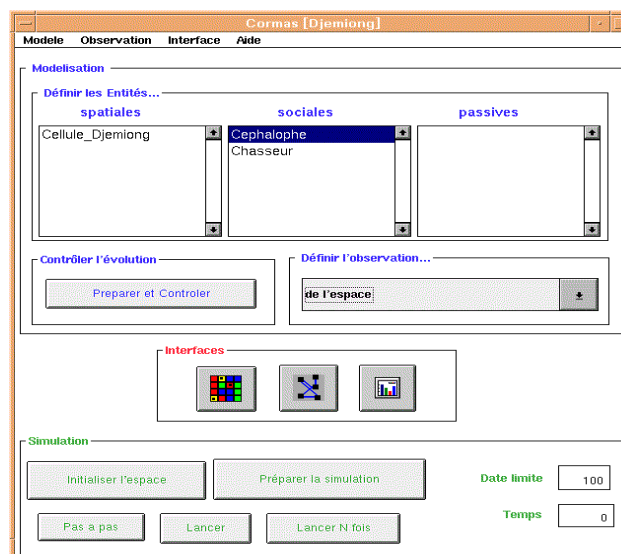 Cormas [Djemiong]
Modele Observation Interface Aide
Modelisation
Définir les Entités...
spatiales sociales passives
Cellule_Djemiong
Cephalophe
Chasseur
Contrôler l'évolution
Preparer et Controler
Définir l'observation...
de l'espace
Interfaces
Simulation
Initialiser l'espace
Préparer la simulation
Date limite 100
Pas a pas
Lancer
Lancer N fois
Temps 0